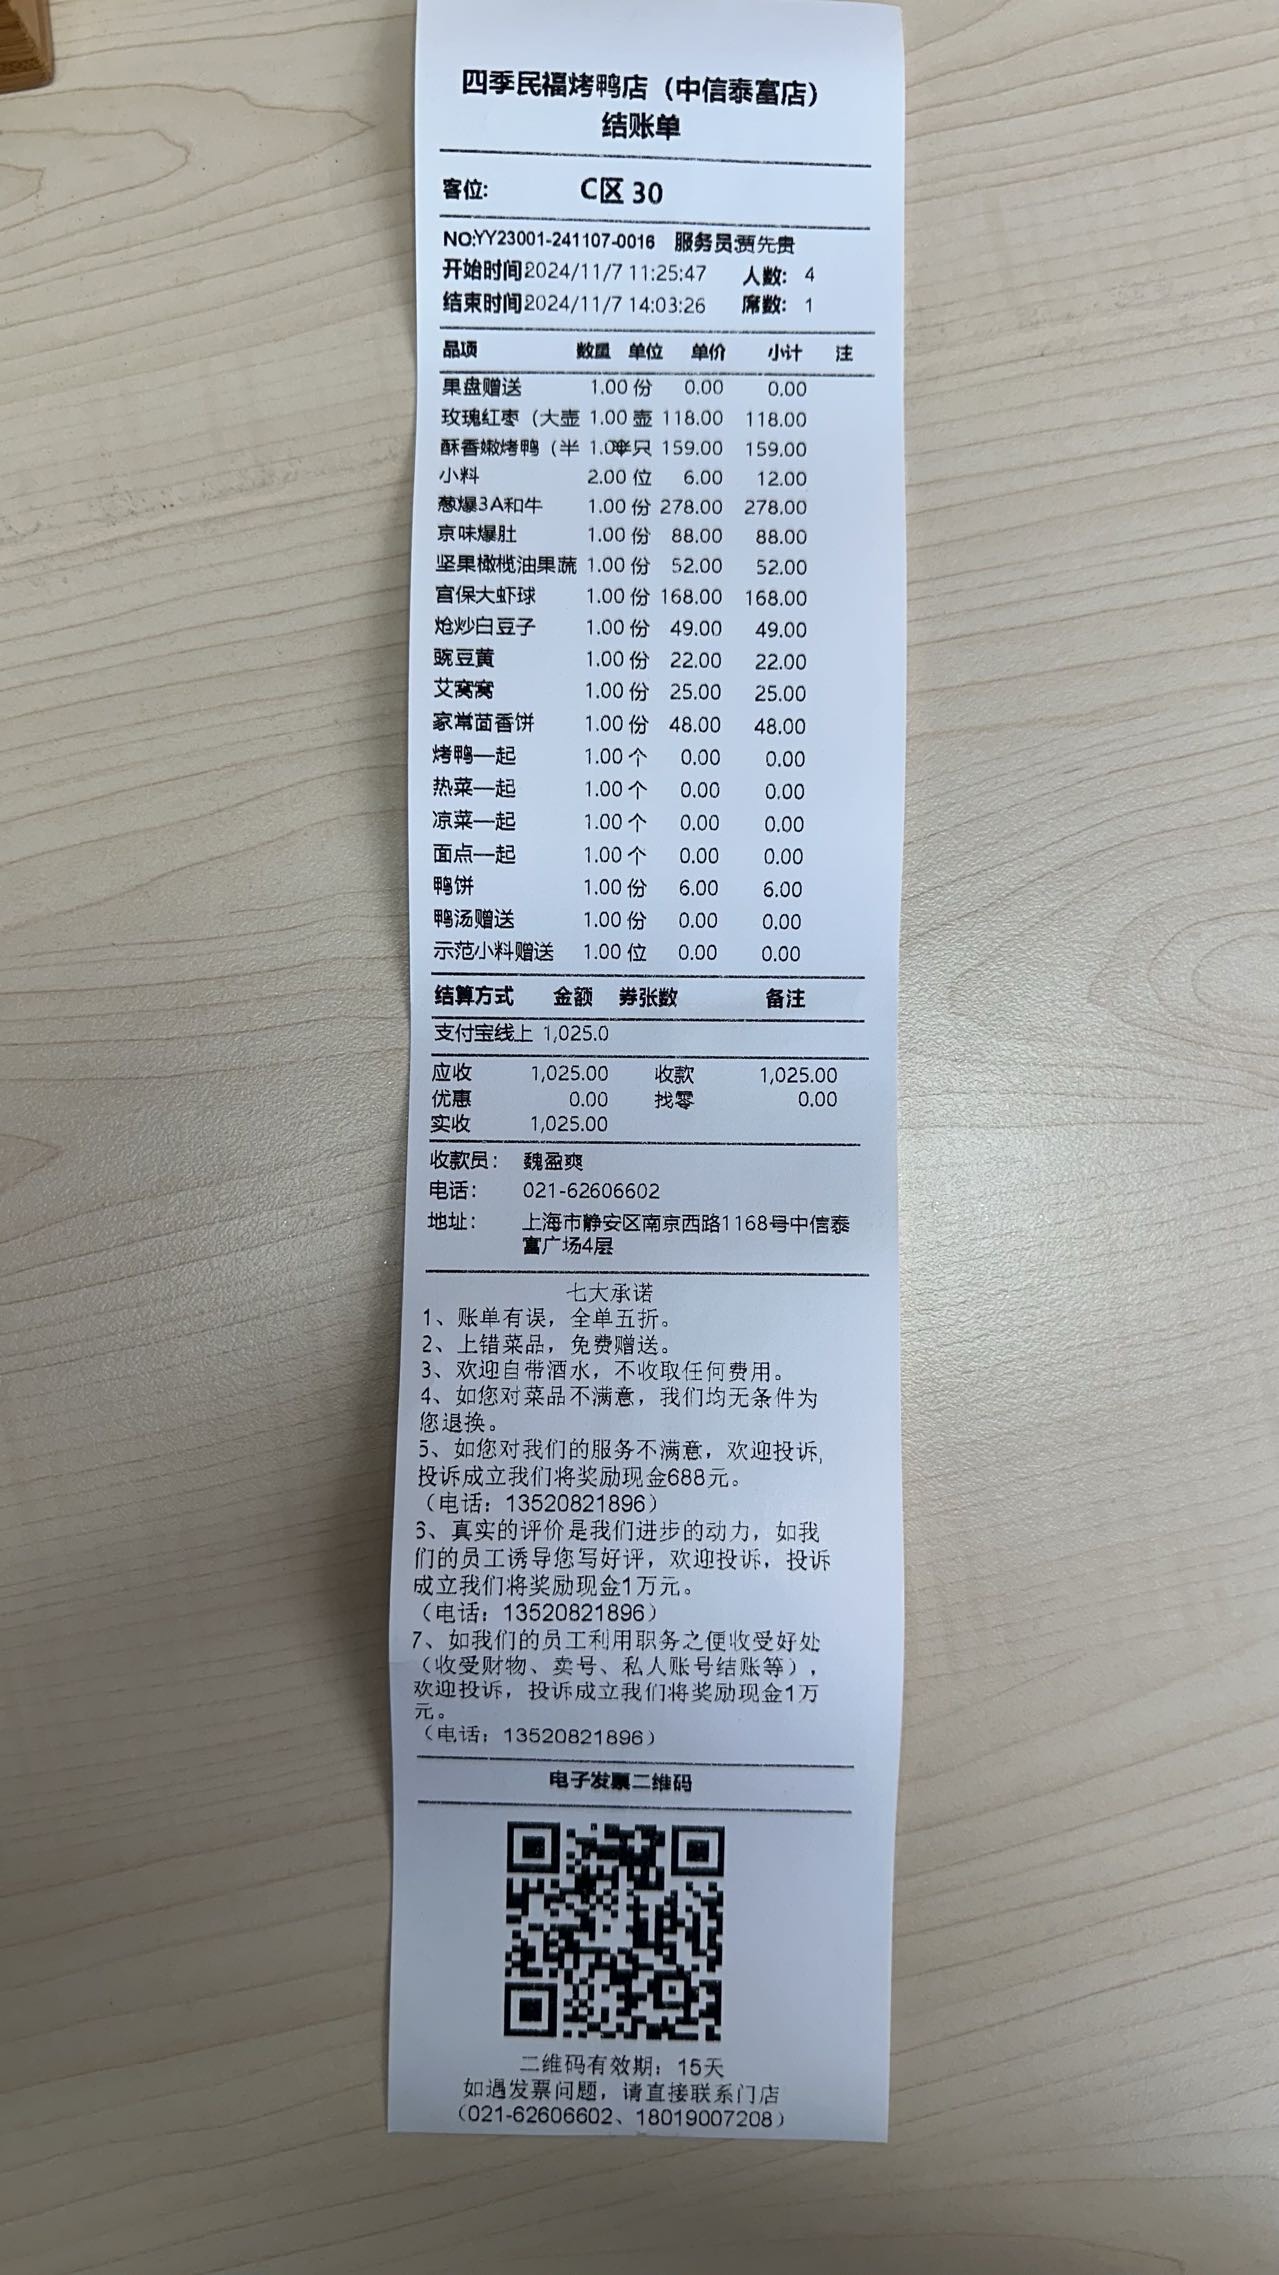 四季民福烤鸭店（中信泰富店）
结账单
客位: C区 30
NO:YY23001-241107-0016 服务员:贾先贵
开始时间2024/11/7 11:25:47 人数: 4
结束时间2024/11/7 14:03:26 席数: 1
品项 数量 单位 单价 小计 注
果盘赠送 1.00 份 0.00 0.00
玫瑰红枣（大壶 1.00 壶 118.00 118.00
酥香嫩烤鸭（半 1.00半只 159.00 159.00
小料 2.00 位 6.00 12.00
葱爆3A和牛 1.00 份 278.00 278.00
京味爆肚 1.00 份 88.00 88.00
坚果橄榄油果蔬 1.00 份 52.00 52.00
宫保大虾球 1.00 份 168.00 168.00
炝炒白豆子 1.00 份 49.00 49.00
豌豆黄 1.00 份 22.00 22.00
艾窝窝 1.00 份 25.00 25.00
家常茴香饼 1.00 份 48.00 48.00
烤鸭一起 1.00 个 0.00 0.00
热菜一起 1.00 个 0.00 0.00
凉菜一起 1.00 个 0.00 0.00
面点一起 1.00 个 0.00 0.00
鸭饼 1.00 份 6.00 6.00
鸭汤赠送 1.00 份 0.00 0.00
示范小料赠送 1.00 位 0.00 0.00
结算方式 金额 券张数 备注
支付宝线上 1,025.0
应收 1,025.00 收款 1,025.00
优惠 0.00 找零 0.00
实收 1,025.00
收款员: 魏盈爽
电话: 021-62606602
地址: 上海市静安区南京西路1168号中信泰
富广场4层
七大承诺
1、账单有误，全单五折。
2、上错菜品，免费赠送。
3、欢迎自带酒水，不收取任何费用。
4、如您对菜品不满意，我们均无条件为
您退换。
5、如您对我们的服务不满意，欢迎投诉,
投诉成立我们将奖励现金688元。
（电话：13520821896）
6、真实的评价是我们进步的动力，如我
们的员工诱导您写好评，欢迎投诉，投诉
成立我们将奖励现金1万元。
（电话：13520821896）
7、如我们的员工利用职务之便收受好处
（收受财物、卖号、私人账号结账等），
欢迎投诉，投诉成立我们将奖励现金1万
元。
（电话：13520821896）
电子发票二维码
二维码有效期：15天
如遇发票问题，请直接联系门店
（021-62606602、18019007208）